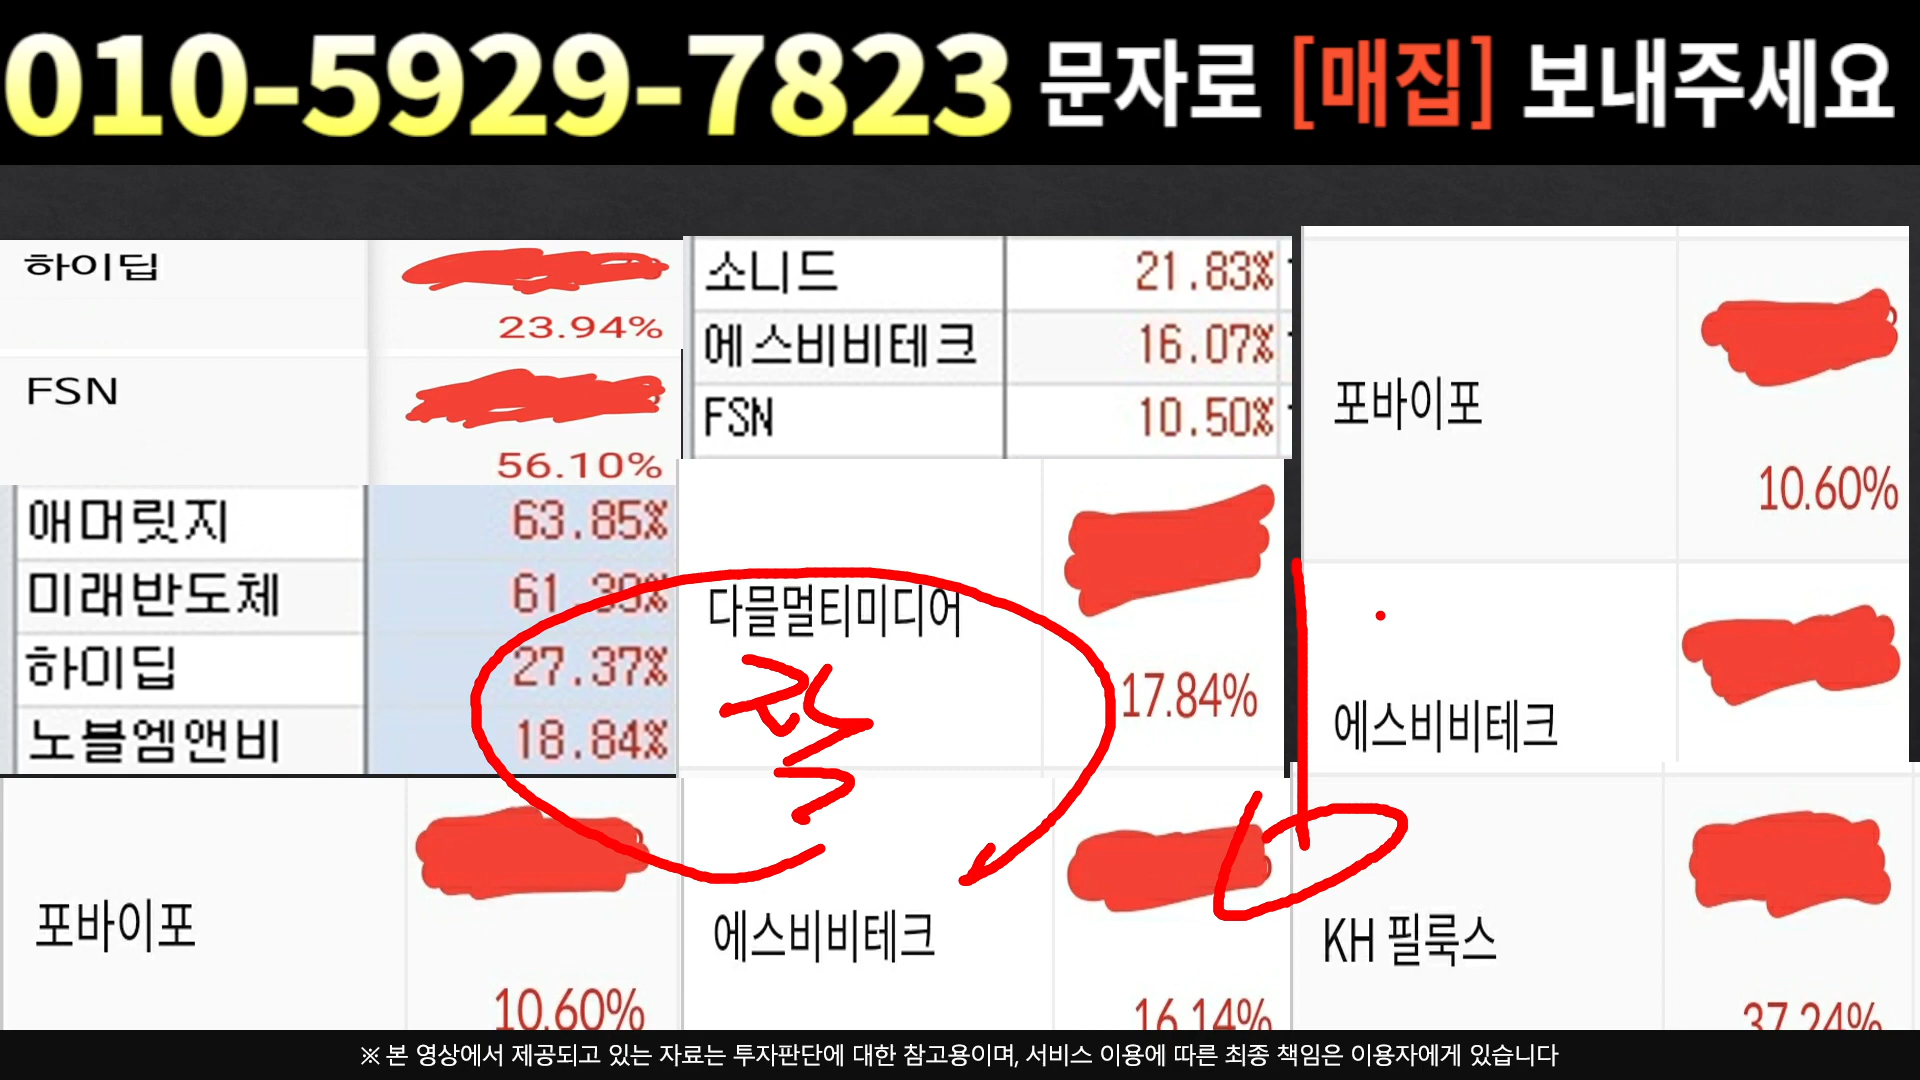 010-5929-7823 문자로 [매집] 보내주세요
하이딥
23.94%
FSN
56.10%
애머릿지 63.85%
미래반도체 61.39%
하이딥 27.37%
노블엠앤비 18.84%
소니드 21.83%
에스비비테크 16.07%
FSN 10.50%
다믈멀티미디어
17.84%
포바이포
10.60%
에스비비테크
포바이포
10.60%
에스비비테크
16.14%
KH 필룩스
37.24%
※ 본 영상에서 제공되고 있는 자료는 투자판단에 대한 참고용이며, 서비스 이용에 따른 최종 책임은 이용자에게 있습니다